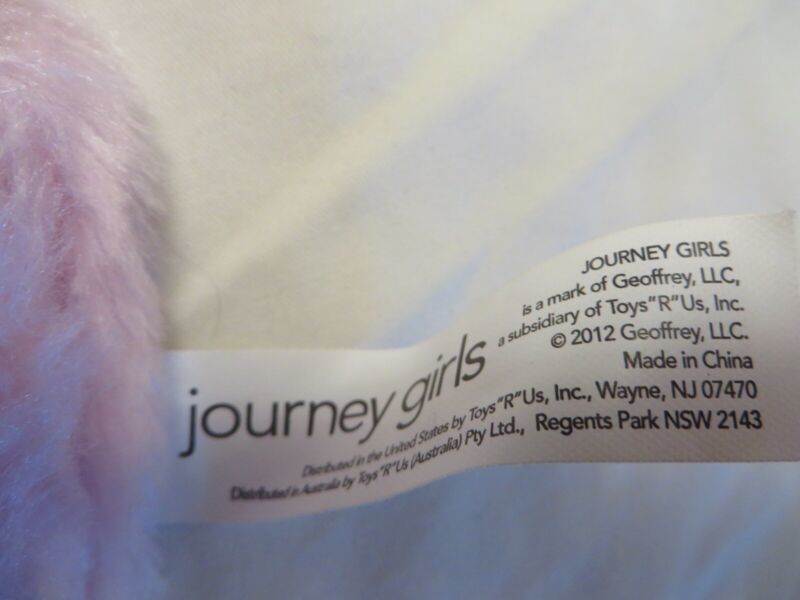 journey girls
JOURNEY GIRLS
is a mark of Geoffrey, LLC,
a subsidiary of Toys"R"Us, Inc.
© 2012 Geoffrey, LLC.
Made in China
Distributed in the United States by Toys"R"Us, Inc., Wayne, NJ 07470
Distributed in Australia by Toys"R"Us (Australia) Pty Ltd., Regents Park NSW 2143